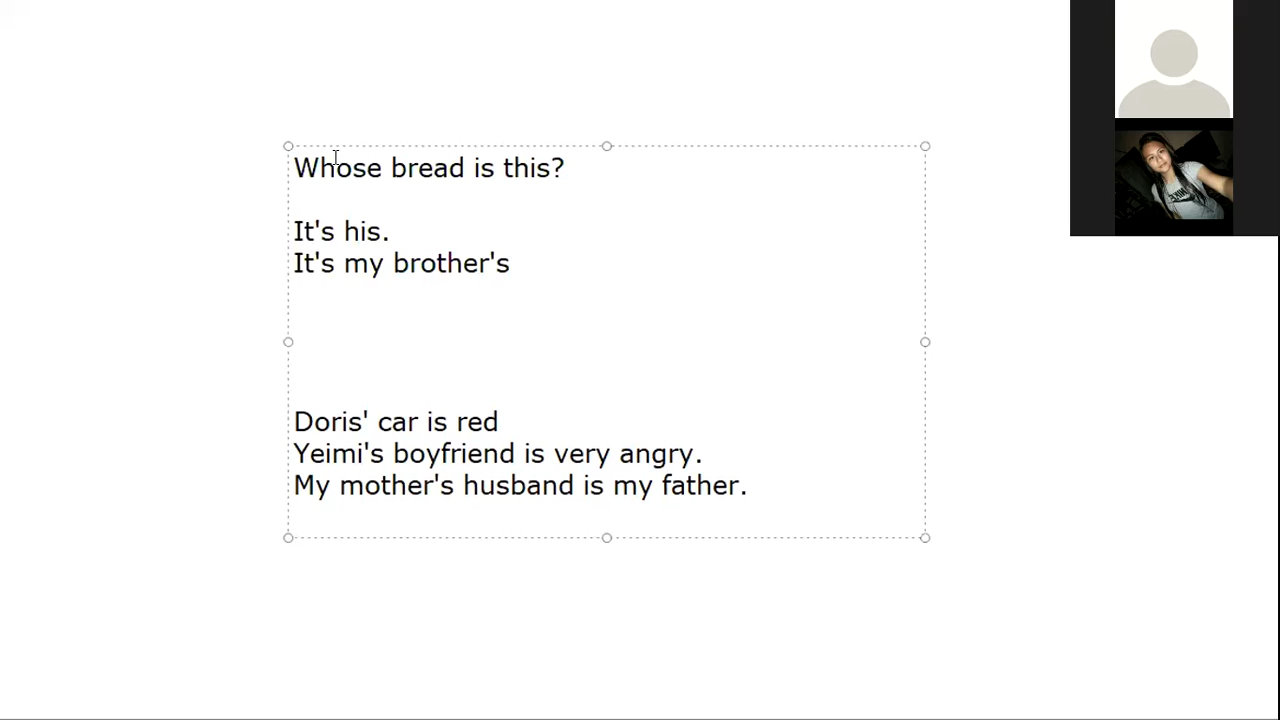 Whose bread is this?
It's his.
It's my brother's
Doris' car is red
Yeimi's boyfriend is very angry.
My mother's husband is my father.